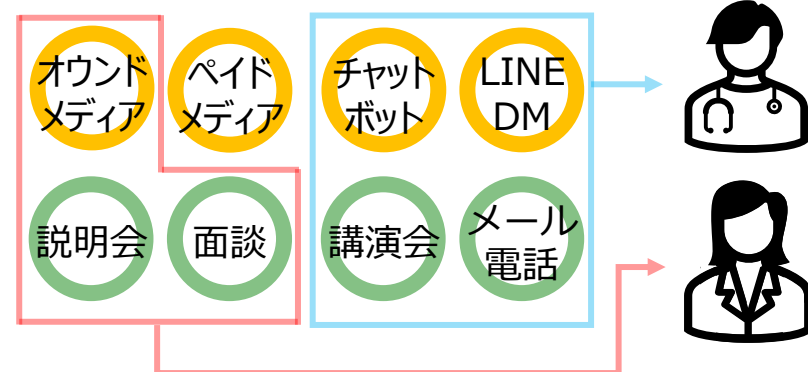 オウンド
メディア
ペイド
メディア
チャット
ボット
LINE
DM
説明会
面談
講演会
メール
電話